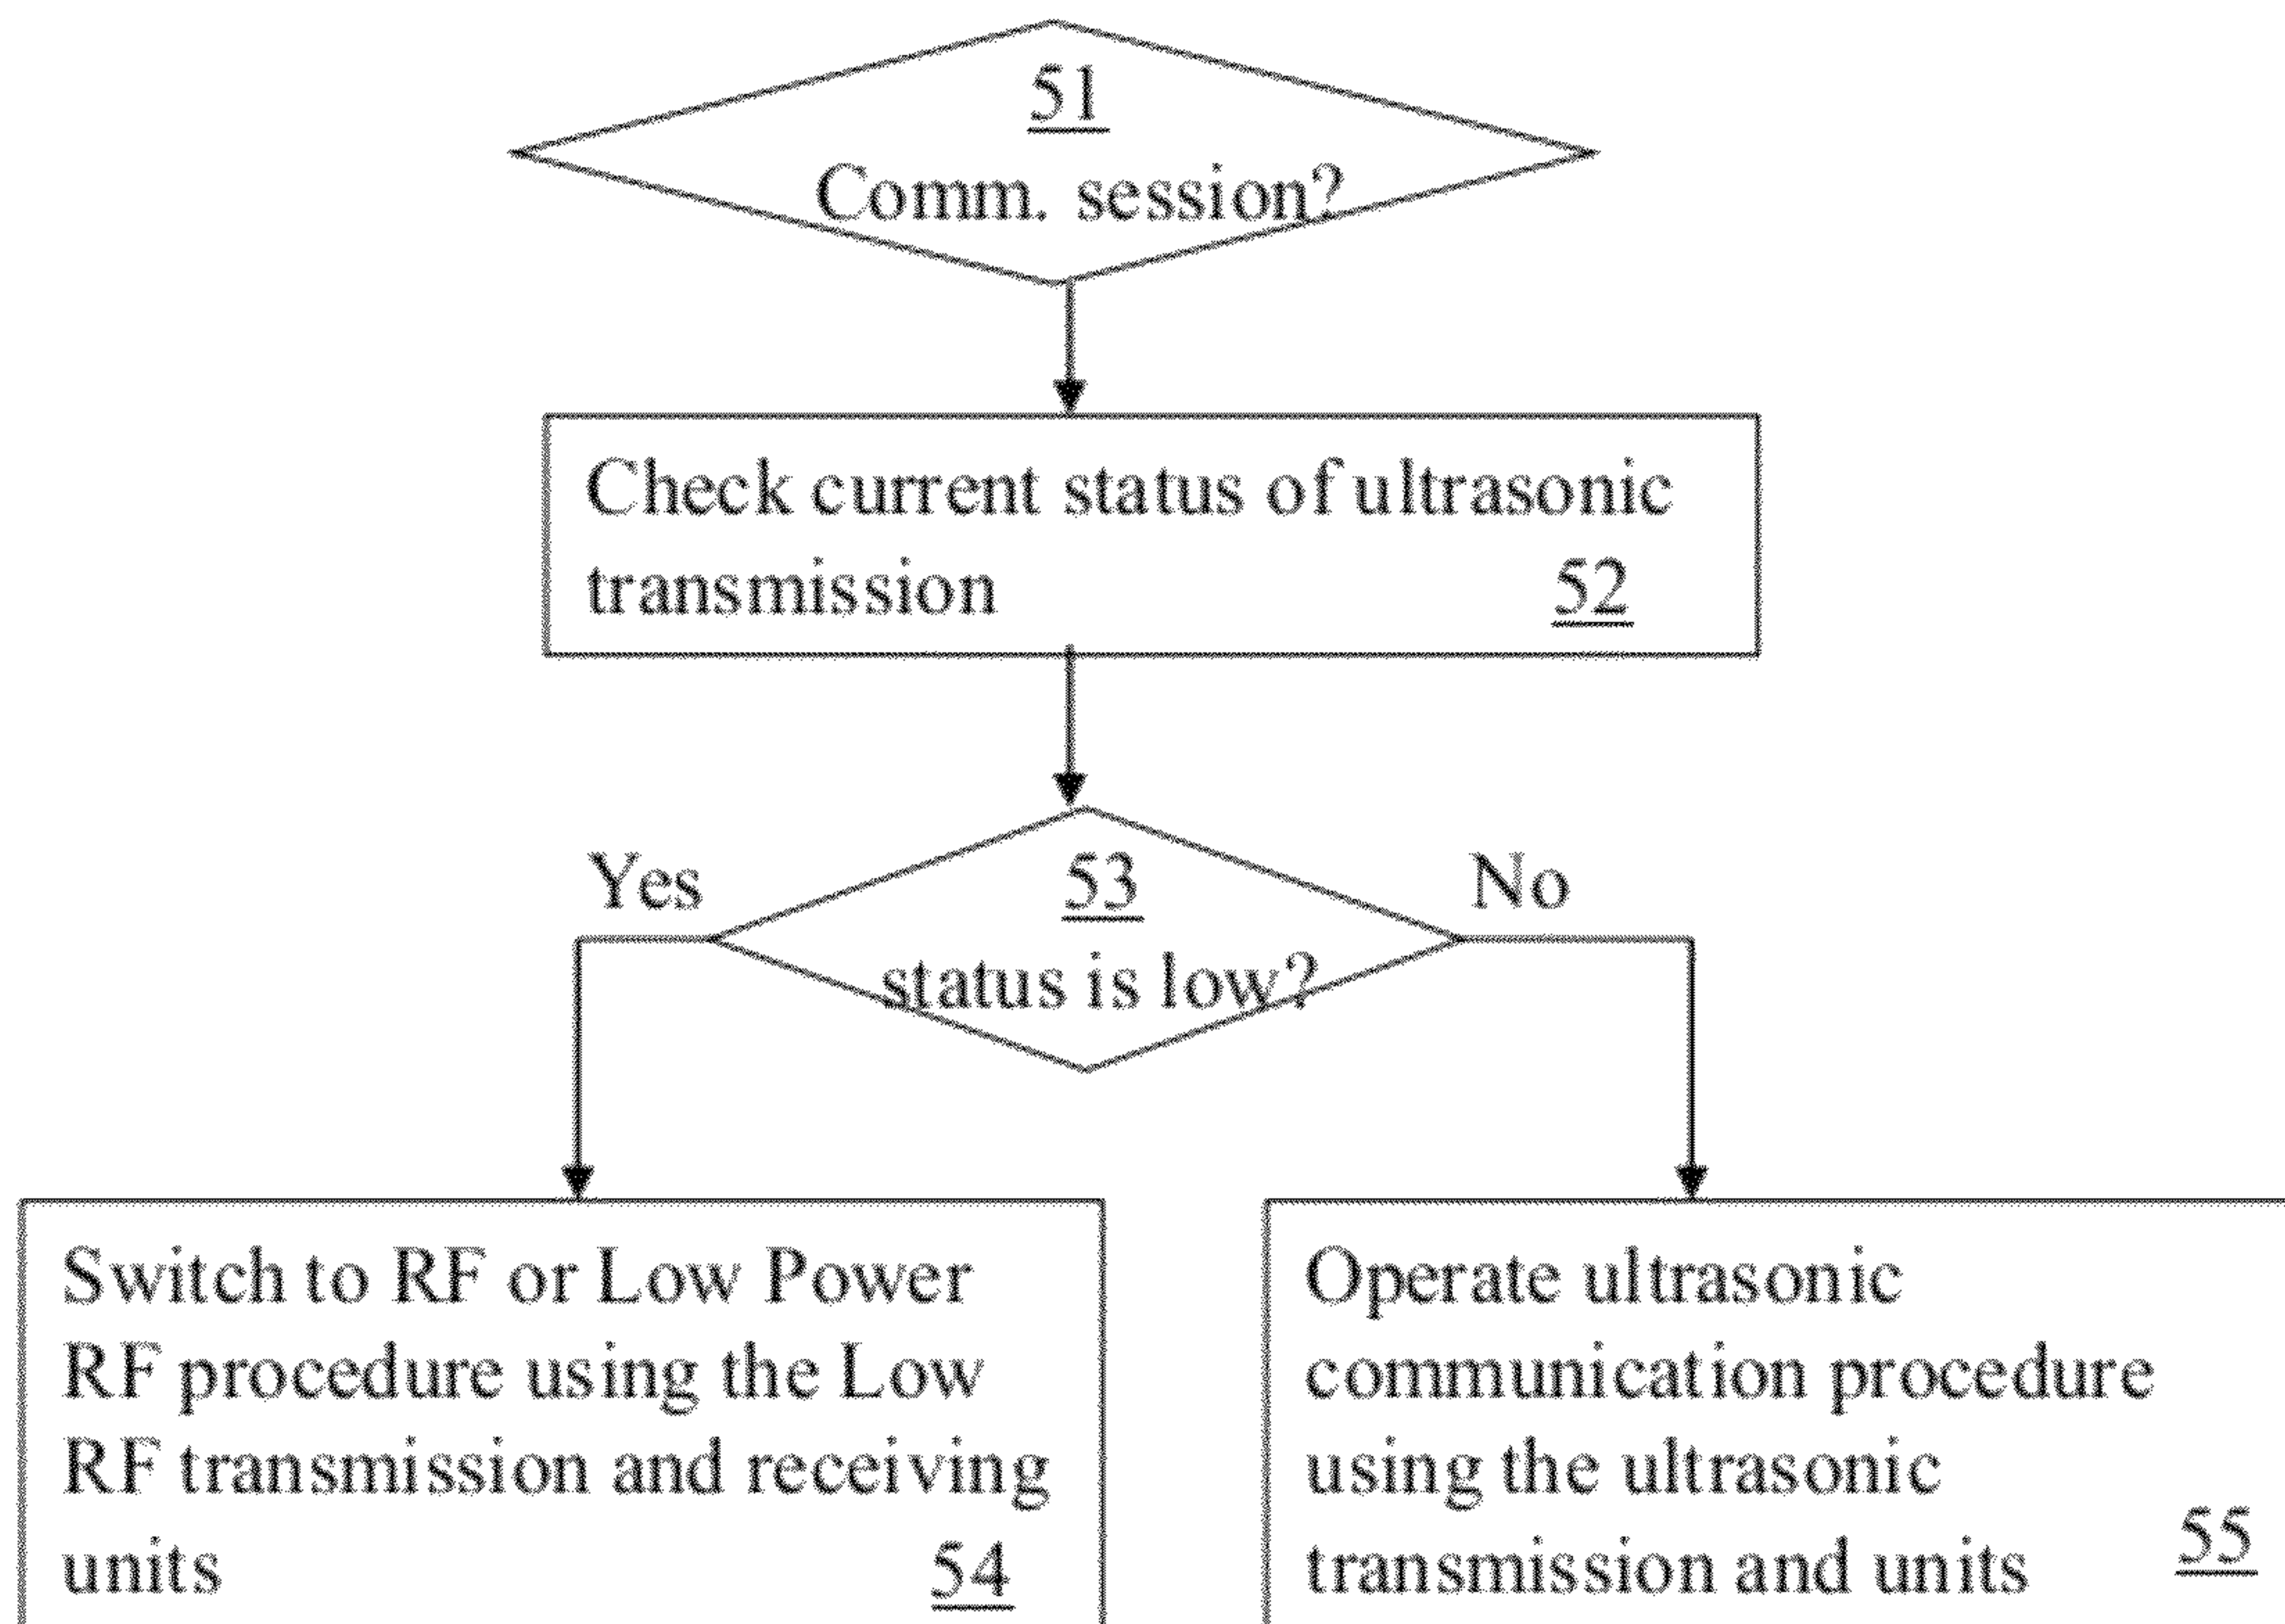 51
Comm. session?
Check current status of ultrasonic
transmission 52
Yes
53
No
status is low?
Switch to RF or Low Power
RF procedure using the Low
RF transmission and receiving
units 54
Operate ultrasonic
communication procedure
using the ultrasonic
transmission and units 55